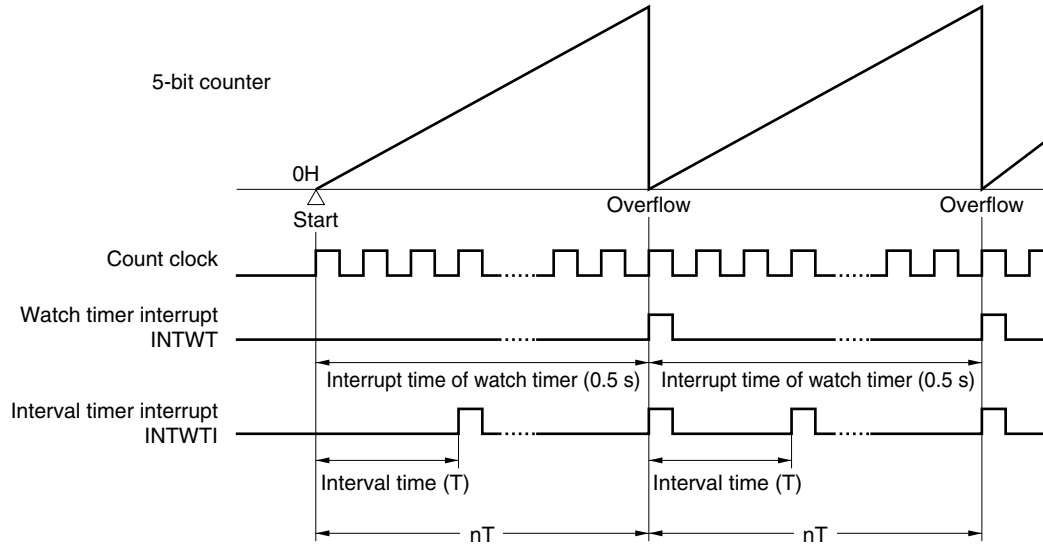 5-bit counter
0H
Start
Overflow
Overflow
Count clock
Watch timer interrupt
INTWT
Interrupt time of watch timer (0.5 s)
Interrupt time of watch timer (0.5 s)
Interval timer interrupt
INTWTI
Interval time (T)
Interval time (T)
nT
nT